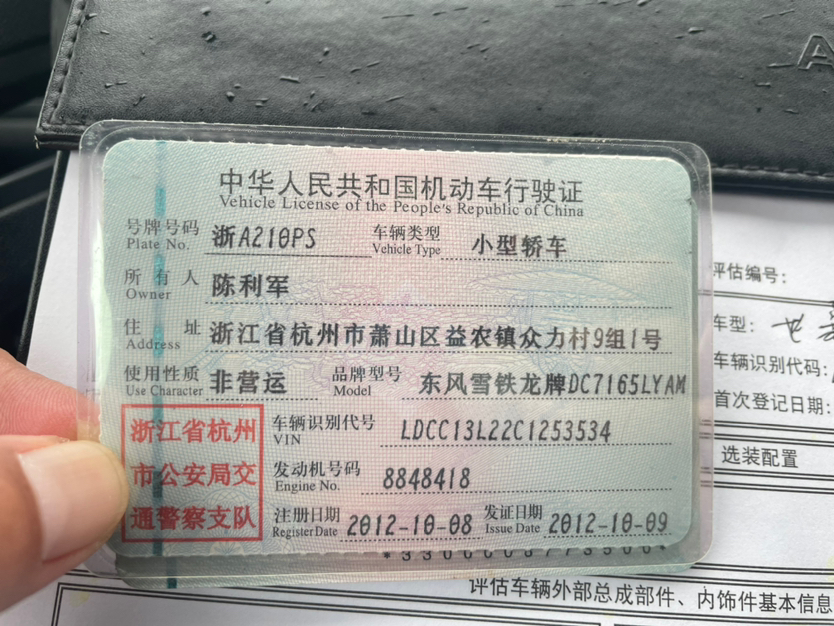 中华人民共和国机动车行驶证
Vehicle License of the People's Republic of China
号牌号码 浙A210PS 车辆类型 小型轿车
Plate No. Vehicle Type
所有人 陈利军
Owner
住址 浙江省杭州市萧山区益农镇众力村9组1号
Address
使用性质 非营运 品牌型号 东风雪铁龙牌DC7165LYAM
Use Character Model
浙江省杭州
市公安局交
通警察支队
车辆识别代号 LDCC13L22C1253534
VIN
发动机号码 8848418
Engine No.
注册日期 2012-10-08 发证日期 2012-10-09
Register Date Issue Date
评估编号:
车型:
车辆识别代码:
首次登记日期:
选装配置
评估车辆外部总成部件、内饰件基本信息